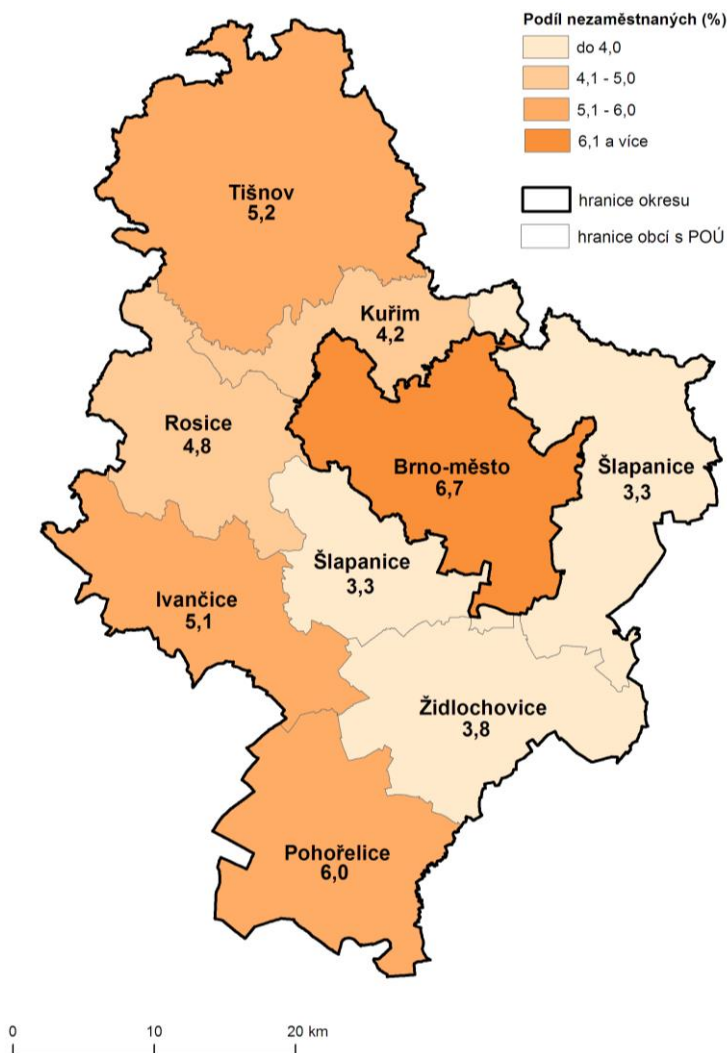 Podíl nezaměstnaných (%)
do 4,0
4,1 - 5,0
5,1 - 6,0
6,1 a více
hranice okresu
hranice obcí s POÚ
Tišnov
5,2
Kuřim
4,2
Rosice
4,8
Brno-město
6,7
Šlapanice
3,3
Šlapanice
3,3
Ivančice
5,1
Židlochovice
3,8
Pohořelice
6,0
0 10 20 km